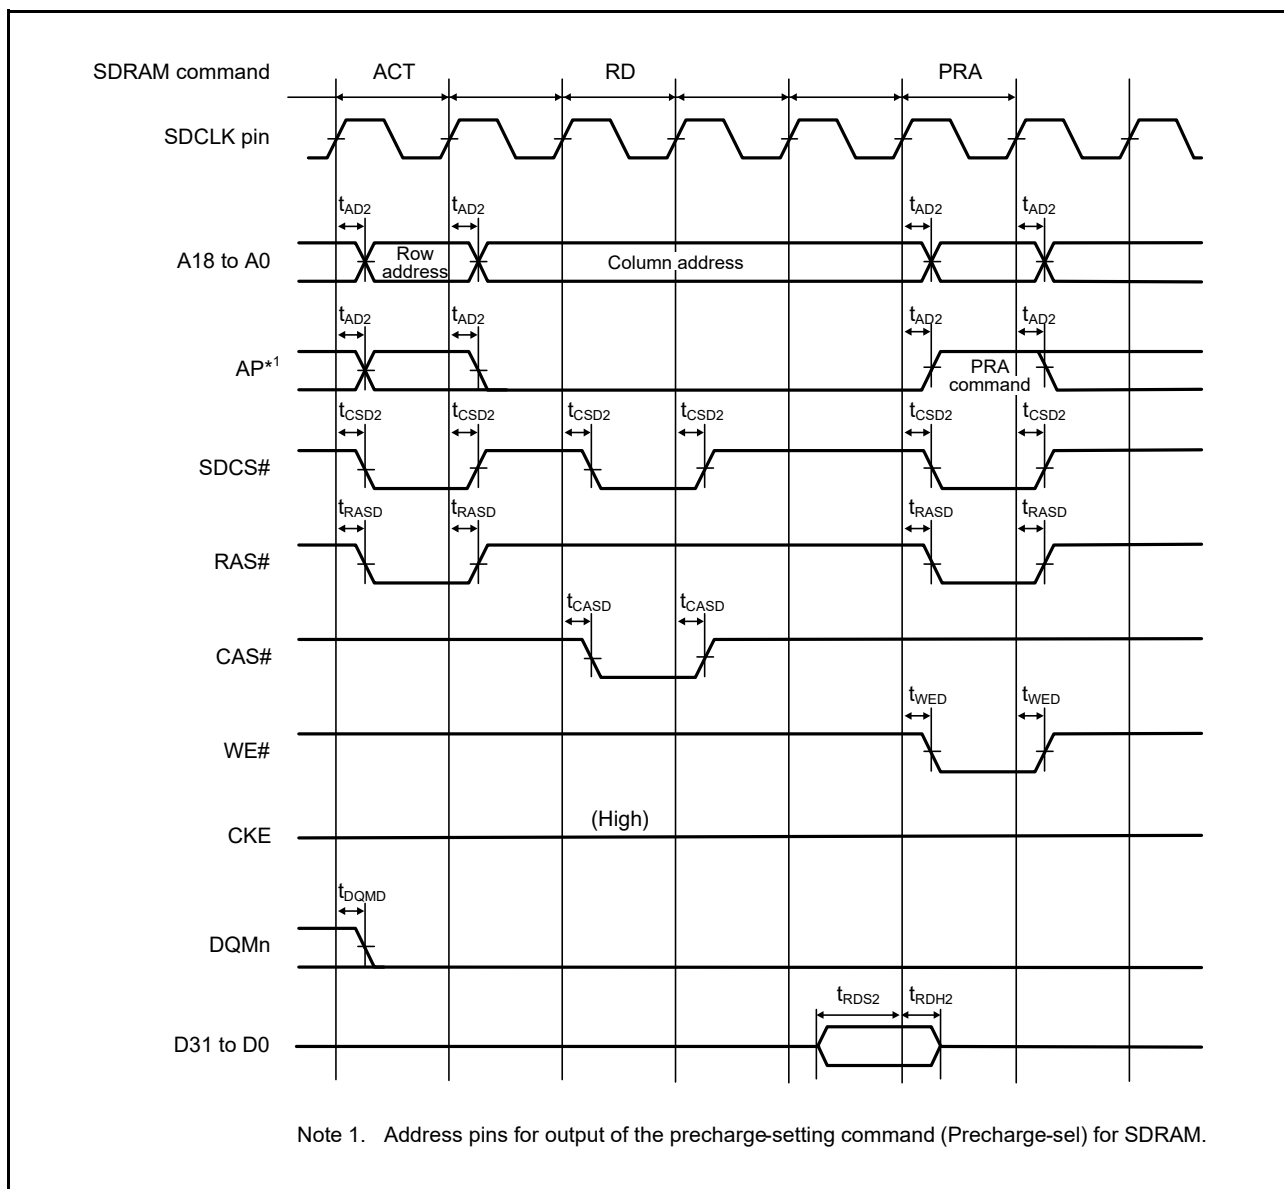 SDRAM command ACT RD PRA
SDCLK pin
tAD2 tAD2 tAD2 tAD2
A18 to A0 Row address Column address
tAD2 tAD2 tAD2 tAD2
AP*1 PRA command
tCSD2 tCSD2 tCSD2 tCSD2 tCSD2 tCSD2
SDCS#
tRASD tRASD tRASD tRASD
RAS#
tCASD tCASD
CAS#
tWED tWED
WE#
(High)
CKE
tDQMD
DQMn
tRDS2 tRDH2
D31 to D0
Note 1. Address pins for output of the precharge-setting command (Precharge-sel) for SDRAM.